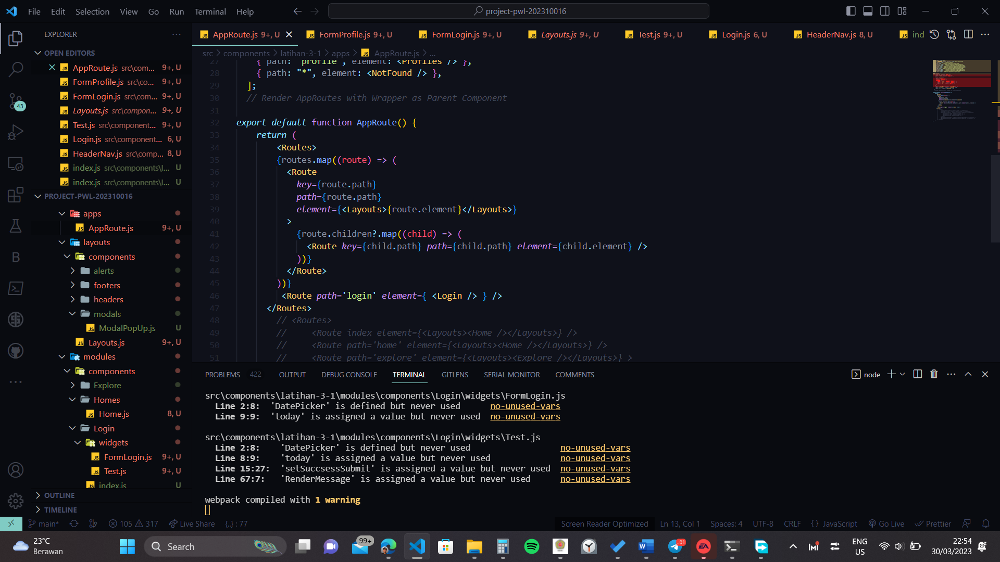 File Edit Selection View Go Run Terminal Help
project-pwl-202310016
EXPLORER
OPEN EDITORS
AppRoute.js src\com... 9+, U
FormProfile.js src\co... 9+, U
FormLogin.js src\com... 9+, U
Layouts.js src\compon... 9+, U
Test.js src\component... 9+, U
Login.js src\component... 6, U
HeaderNav.js src\comp... 8, U
index.js src\components\l... U
index.js src\components\l... U
PROJECT-PWL-202310016
apps
AppRoute.js 9+, U
layouts
components
alerts
footers
headers
modals
ModalPopUp.js U
Layouts.js 9+, U
modules
components
Explore
Homes
Home.js 8, U
Login
widgets
FormLogin.js 9+, U
Test.js 9+, U
index.js U
OUTLINE
TIMELINE
43
AppRoute.js 9+, U
FormProfile.js 9+, U
FormLogin.js 9+, U
Layouts.js 9+, U
Test.js 9+, U
Login.js 6, U
HeaderNav.js 8, U
ind
src > components > latihan-3-1 > apps > AppRoute.js > ...
27 { path: "profile", element: <Profiles /> },
28 { path: "*", element: <NotFound /> },
29 ];
30 // Render AppRoutes with Wrapper as Parent Component
31
32 export default function AppRoute() {
33 return (
34 <Routes>
35 {routes.map((route) => (
36 <Route
37 key={route.path}
38 path={route.path}
39 element={<Layouts>{route.element}</Layouts>}
40 >
41 {route.children?.map((child) => (
42 <Route key={child.path} path={child.path} element={child.element} />
43 ))}
44 </Route>
45 ))}
46 <Route path='login' element={ <Login /> } />
47 </Routes>
48 // <Routes>
49 // <Route index element={<Layouts><Home /></Layouts>} />
50 // <Route path='home' element={<Layouts><Home /></Layouts>} />
51 // <Route path='explore' element={<Layouts><Explore /></Layouts>} >
PROBLEMS 422 OUTPUT DEBUG CONSOLE TERMINAL GITLENS SERIAL MONITOR COMMENTS
node
src\components\latihan-3-1\modules\components\Login\widgets\FormLogin.js
Line 2:8: 'DatePicker' is defined but never used no-unused-vars
Line 9:9: 'today' is assigned a value but never used no-unused-vars
src\components\latihan-3-1\modules\components\Login\widgets\Test.js
Line 2:8: 'DatePicker' is defined but never used no-unused-vars
Line 8:9: 'today' is assigned a value but never used no-unused-vars
Line 15:27: 'setSuccsessSubmit' is assigned a value but never used no-unused-vars
Line 67:7: 'RenderMessage' is assigned a value but never used no-unused-vars
webpack compiled with 1 warning
main* 105 317 Live Share {..} : 77
Screen Reader Optimized Ln 13, Col 1 Spaces: 4 UTF-8 CRLF {} JavaScript Go Live Prettier
23°C
Berawan
Search
99+
.01
ENG
US
22:54
30/03/2023